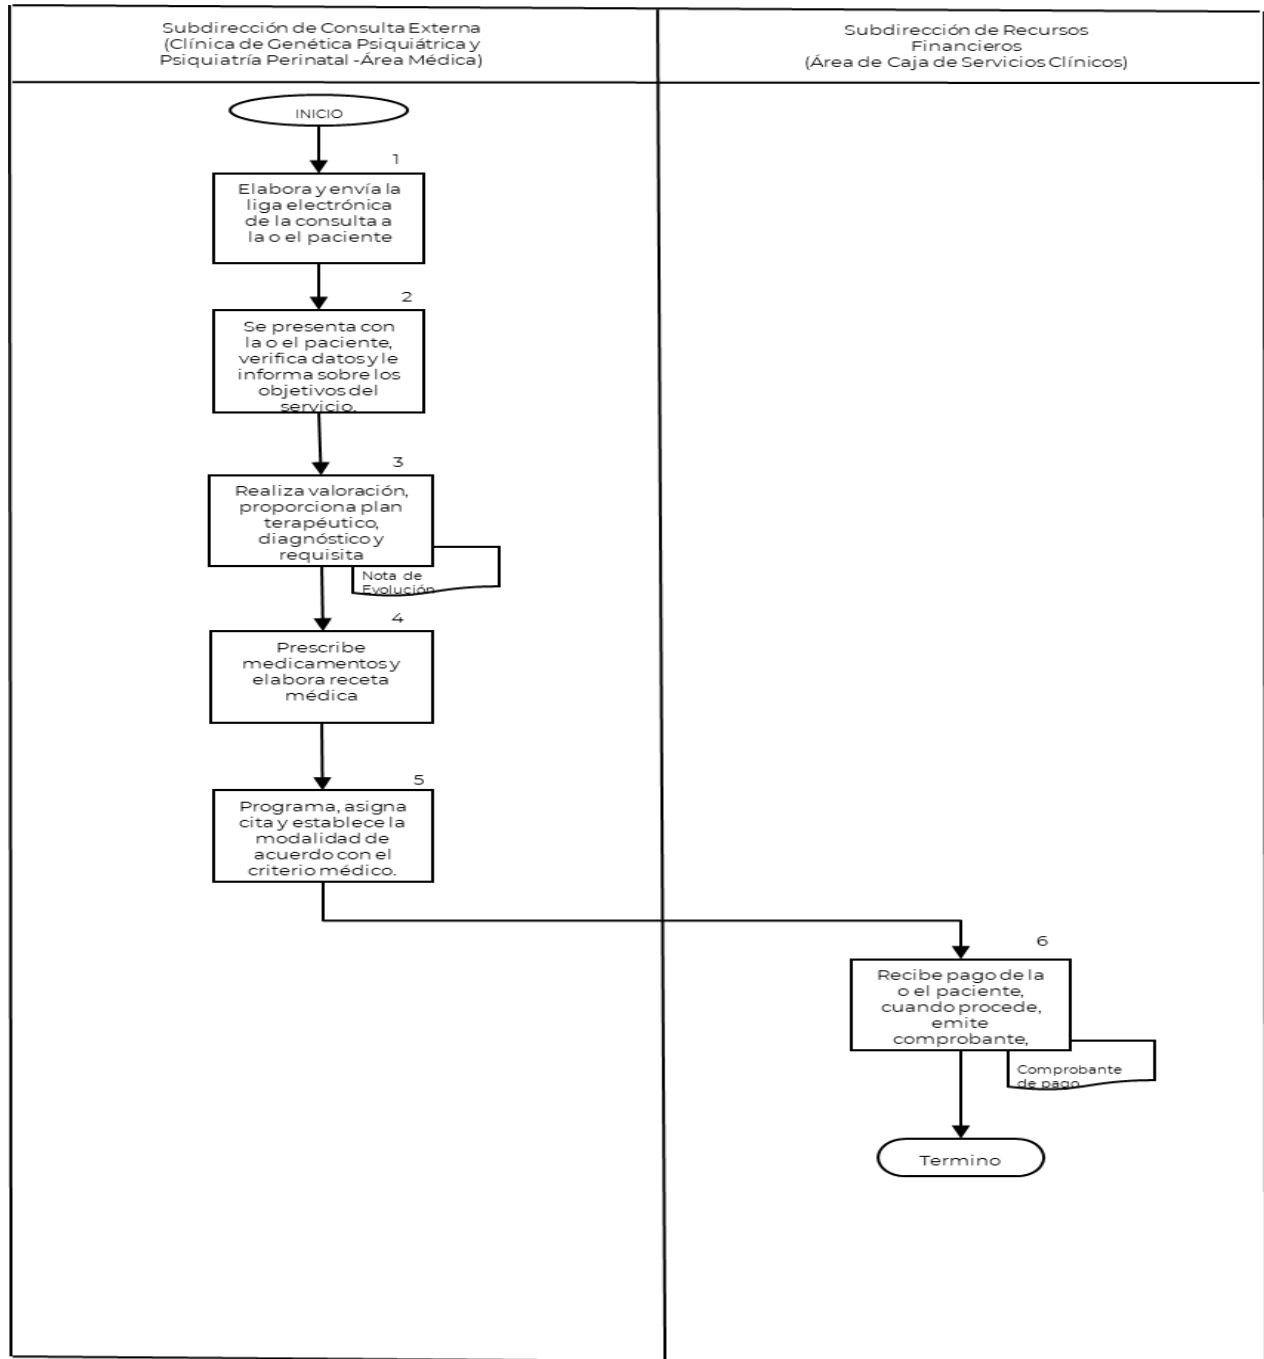 Subdirección de Consulta Externa
(Clínica de Genética Psiquiátrica y
Psiquiatría Perinatal -Área Médica)
Subdirección de Recursos
Financieros
(Área de Caja de Servicios Clínicos)
INICIO
1
Elabora y envía la
liga electrónica
de la consulta a
la o el paciente
2
Se presenta con
la o el paciente,
verifica datos y le
informa sobre los
objetivos del
servicio.
3
Realiza valoración,
proporciona plan
terapéutico,
diagnóstico y
requisita
Nota de
Evolución
4
Prescribe
medicamentos y
elabora receta
médica
5
Programa, asigna
cita y establece la
modalidad de
acuerdo con el
criterio médico.
6
Recibe pago de la
o el paciente,
cuando procede,
emite
comprobante,
Comprobante
de pago
Termino